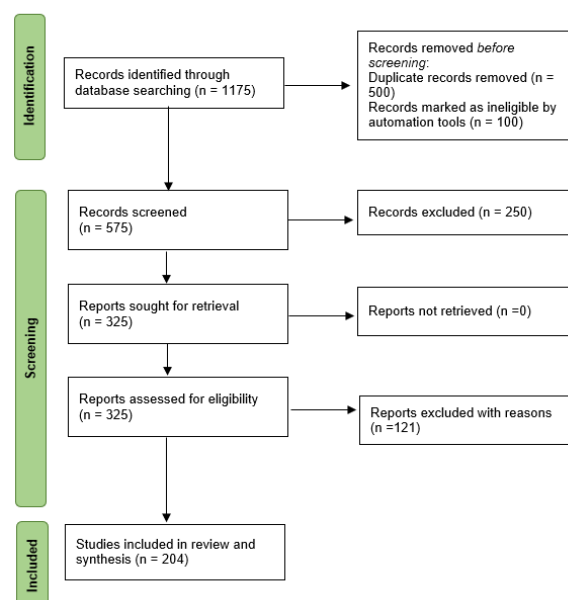 Identification
Records identified through
database searching (n = 1175)
Records removed before
screening:
Duplicate records removed (n =
500)
Records marked as ineligible by
automation tools (n = 100)
Screening
Records screened
(n = 575)
Records excluded (n = 250)
Reports sought for retrieval
(n = 325)
Reports not retrieved (n =0)
Reports assessed for eligibility
(n = 325)
Reports excluded with reasons
(n =121)
Included
Studies included in review and
synthesis (n = 204)